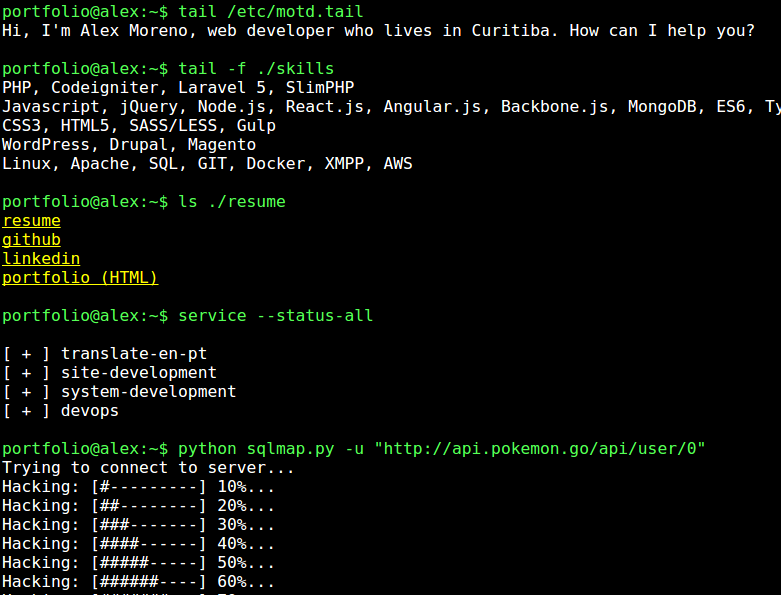 portfolio@alex:~$ tail /etc/motd.tail
Hi, I'm Alex Moreno, web developer who lives in Curitiba. How can I help you?
portfolio@alex:~$ tail -f ./skills
PHP, Codeigniter, Laravel 5, SlimPHP
Javascript, jQuery, Node.js, React.js, Angular.js, Backbone.js, MongoDB, ES6, Ty
CSS3, HTML5, SASS/LESS, Gulp
WordPress, Drupal, Magento
Linux, Apache, SQL, GIT, Docker, XMPP, AWS
portfolio@alex:~$ ls ./resume
resume
github
linkedin
portfolio (HTML)
portfolio@alex:~$ service --status-all
[ + ] translate-en-pt
[ + ] site-development
[ + ] system-development
[ + ] devops
portfolio@alex:~$ python sqlmap.py -u "http://api.pokemon.go/api/user/0"
Trying to connect to server...
Hacking: [#---------] 10%...
Hacking: [##--------] 20%...
Hacking: [###-------] 30%...
Hacking: [####------] 40%...
Hacking: [#####-----] 50%...
Hacking: [######----] 60%...